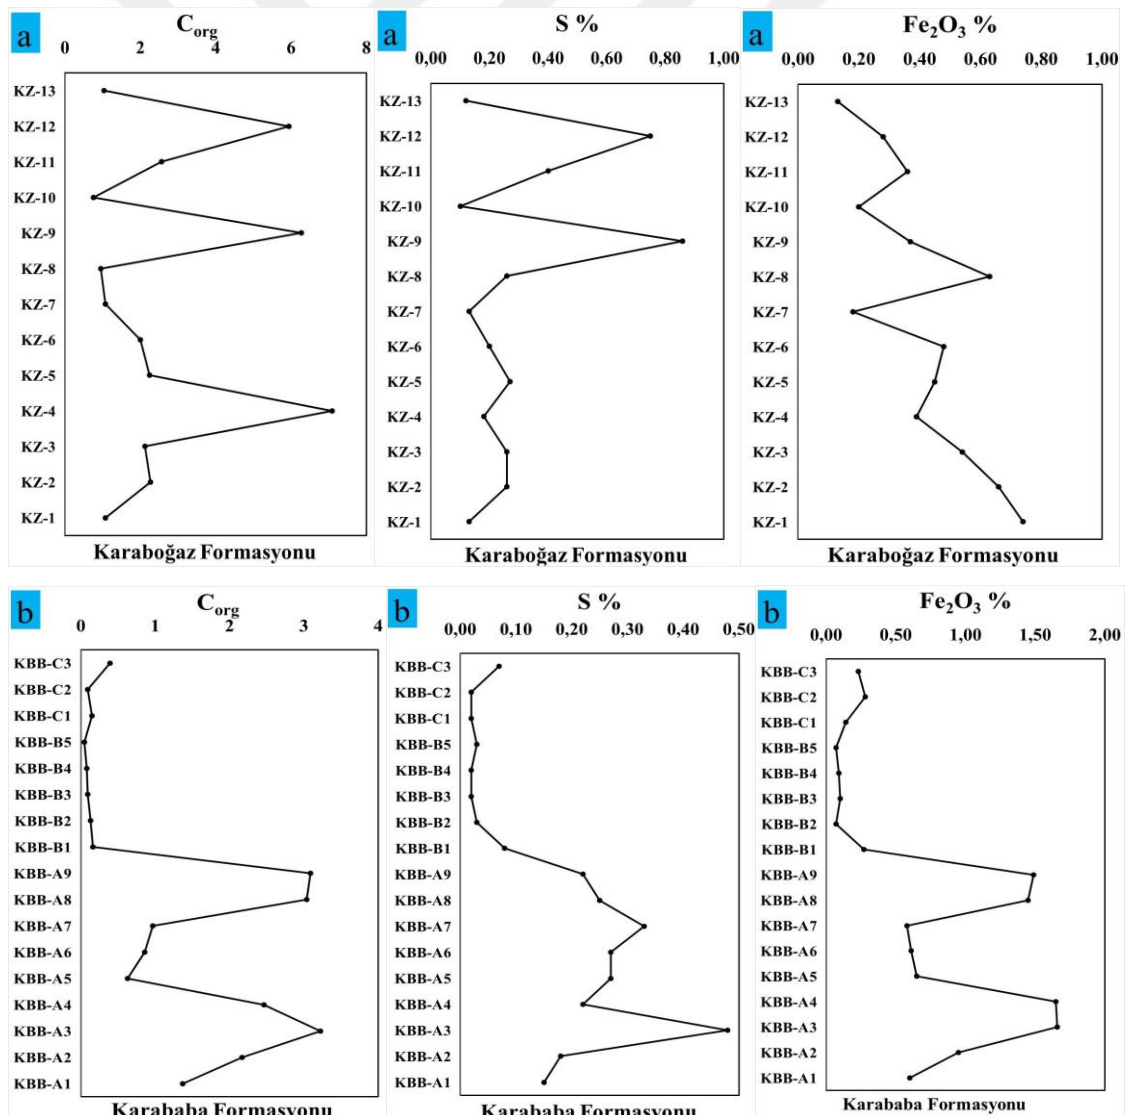 a
C_org
0 2 4 6 8
KZ-13
KZ-12
KZ-11
KZ-10
KZ-9
KZ-8
KZ-7
KZ-6
KZ-5
KZ-4
KZ-3
KZ-2
KZ-1
Karaboğaz Formasyonu
a
S %
0,00 0,20 0,40 0,60 0,80 1,00
KZ-13
KZ-12
KZ-11
KZ-10
KZ-9
KZ-8
KZ-7
KZ-6
KZ-5
KZ-4
KZ-3
KZ-2
KZ-1
Karaboğaz Formasyonu
a
Fe₂O₃ %
0,00 0,20 0,40 0,60 0,80 1,00
KZ-13
KZ-12
KZ-11
KZ-10
KZ-9
KZ-8
KZ-7
KZ-6
KZ-5
KZ-4
KZ-3
KZ-2
KZ-1
Karaboğaz Formasyonu
b
C_org
0 1 2 3 4
KBB-C3
KBB-C2
KBB-C1
KBB-B5
KBB-B4
KBB-B3
KBB-B2
KBB-B1
KBB-A9
KBB-A8
KBB-A7
KBB-A6
KBB-A5
KBB-A4
KBB-A3
KBB-A2
KBB-A1
Karababa Formasyonu
b
S %
0,00 0,10 0,20 0,30 0,40 0,50
KBB-C3
KBB-C2
KBB-C1
KBB-B5
KBB-B4
KBB-B3
KBB-B2
KBB-B1
KBB-A9
KBB-A8
KBB-A7
KBB-A6
KBB-A5
KBB-A4
KBB-A3
KBB-A2
KBB-A1
Karababa Formasyonu
b
Fe₂O₃ %
0,00 0,50 1,00 1,50 2,00
KBB-C3
KBB-C2
KBB-C1
KBB-B5
KBB-B4
KBB-B3
KBB-B2
KBB-B1
KBB-A9
KBB-A8
KBB-A7
KBB-A6
KBB-A5
KBB-A4
KBB-A3
KBB-A2
KBB-A1
Karababa Formasyonu